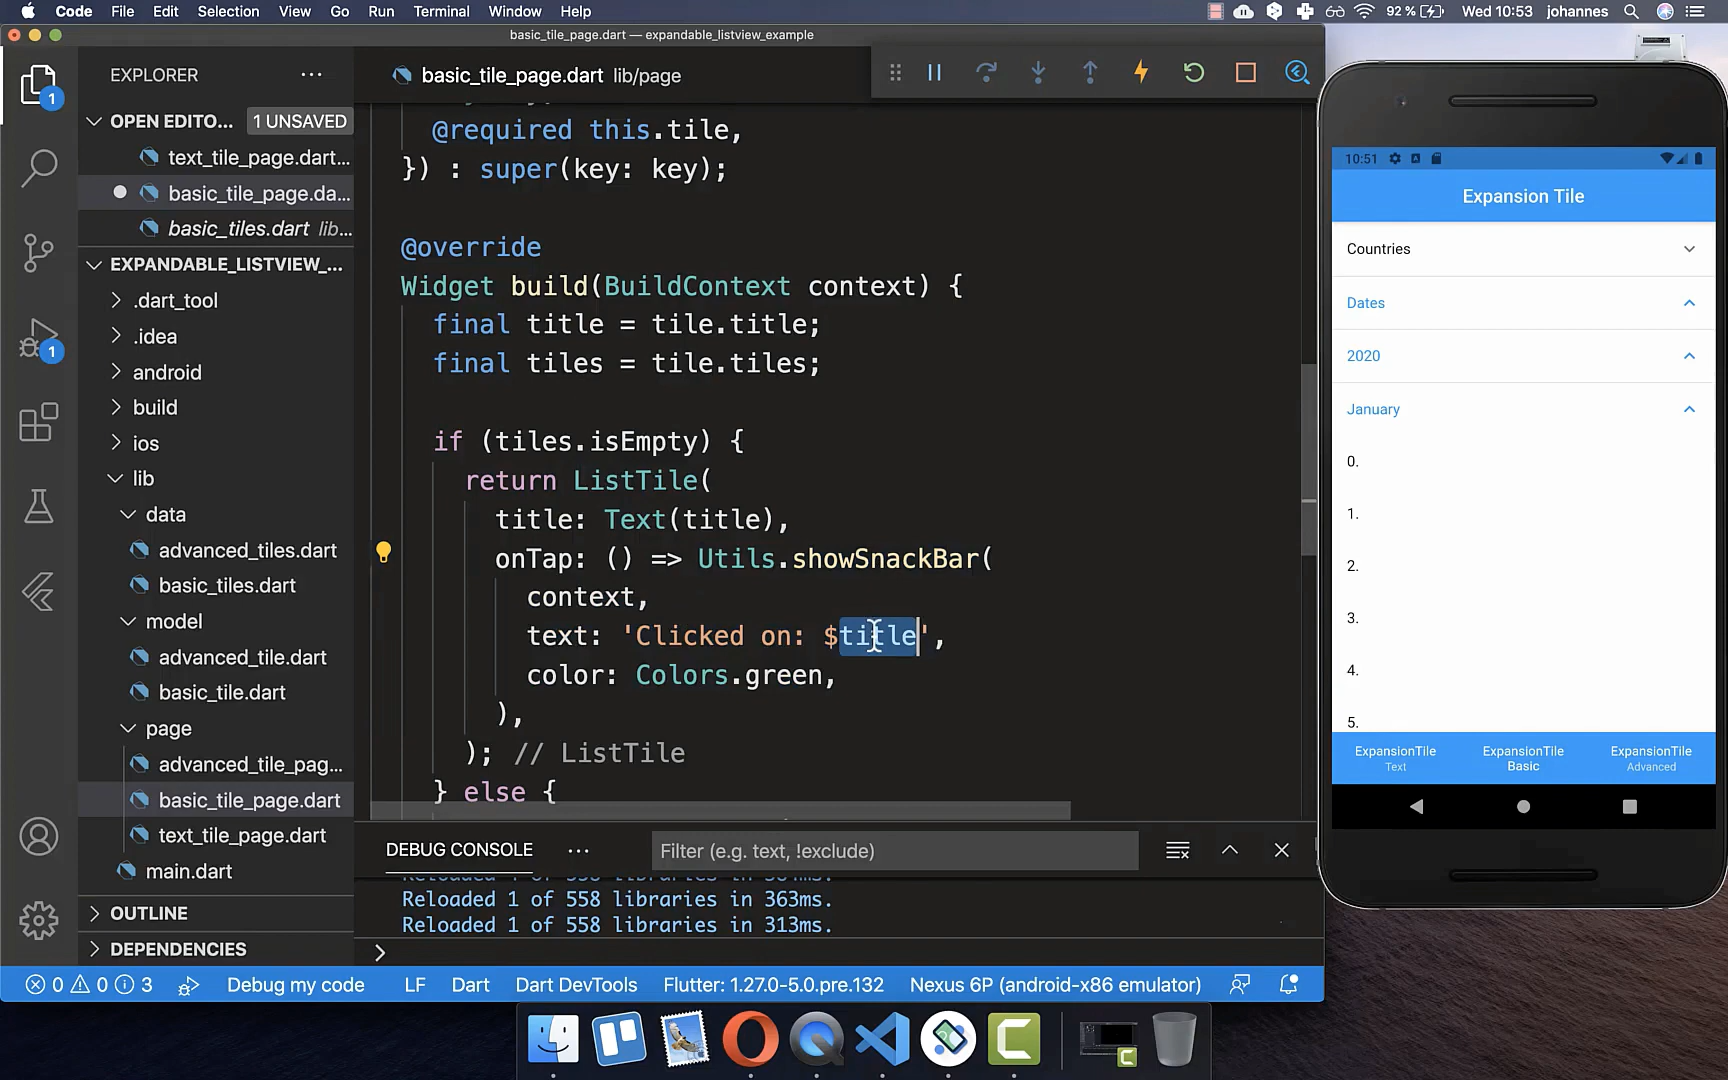 Code File Edit Selection View Go Run Terminal Window Help 92 % Wed 10:53 johannes
basic_tile_page.dart — expandable_listview_example
EXPLORER
OPEN EDITO... 1 UNSAVED
text_tile_page.dart...
basic_tile_page.da...
basic_tiles.dart lib...
EXPANDABLE_LISTVIEW_...
.dart_tool
.idea
android
build
ios
lib
data
advanced_tiles.dart
basic_tiles.dart
model
advanced_tile.dart
basic_tile.dart
page
advanced_tile_pag...
basic_tile_page.dart
text_tile_page.dart
main.dart
OUTLINE
DEPENDENCIES
1
1
basic_tile_page.dart lib/page
@required this.tile,
}) : super(key: key);
@override
Widget build(BuildContext context) {
final title = tile.title;
final tiles = tile.tiles;
if (tiles.isEmpty) {
return ListTile(
title: Text(title),
onTap: () => Utils.showSnackBar(
context,
text: 'Clicked on: $title',
color: Colors.green,
),
); // ListTile
} else {
DEBUG CONSOLE
Filter (e.g. text, !exclude)
Reloaded 1 of 558 libraries in 363ms.
Reloaded 1 of 558 libraries in 313ms.
0 0 3 Debug my code LF Dart Dart DevTools Flutter: 1.27.0-5.0.pre.132 Nexus 6P (android-x86 emulator)
10:51
Expansion Tile
Countries
Dates
2020
January
0.
1.
2.
3.
4.
5.
ExpansionTile
Text
ExpansionTile
Basic
ExpansionTile
Advanced